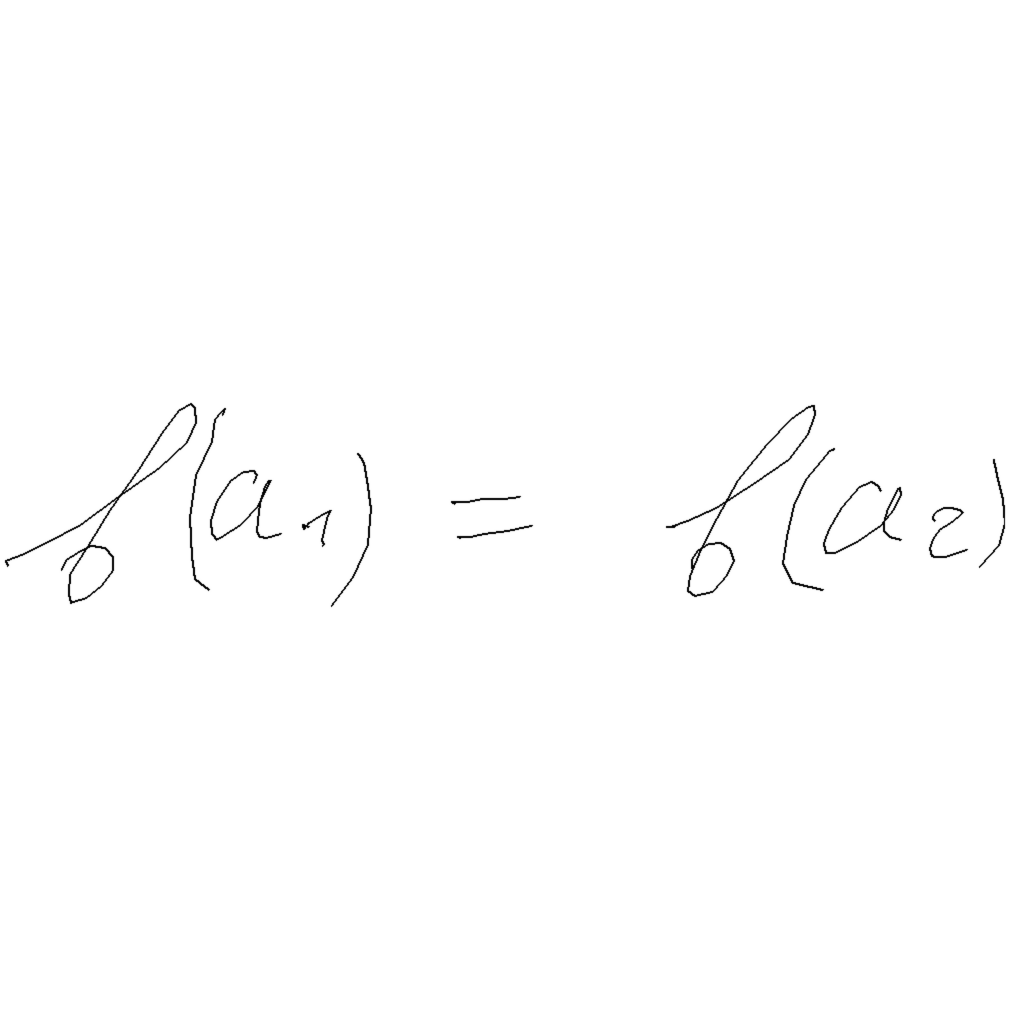 f(a₁) = f(a₂)